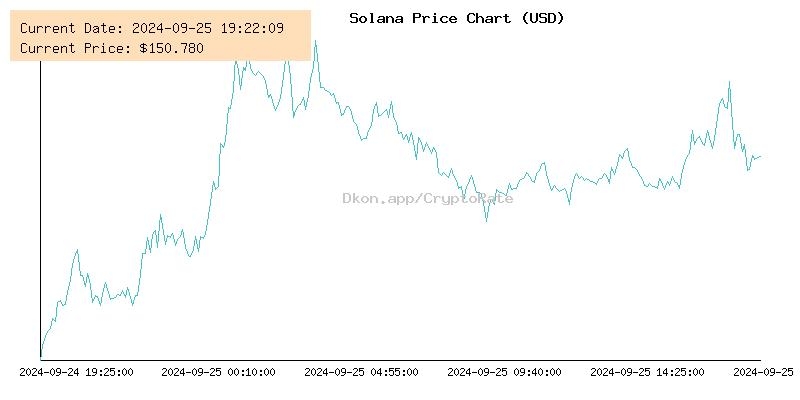 Solana Price Chart (USD)
Current Date: 2024-09-25 19:22:09
Current Price: $150.780
Dkon.app/CryptoRate
2024-09-24 19:25:00 2024-09-25 00:10:00 2024-09-25 04:55:00 2024-09-25 09:40:00 2024-09-25 14:25:00 2024-09-25